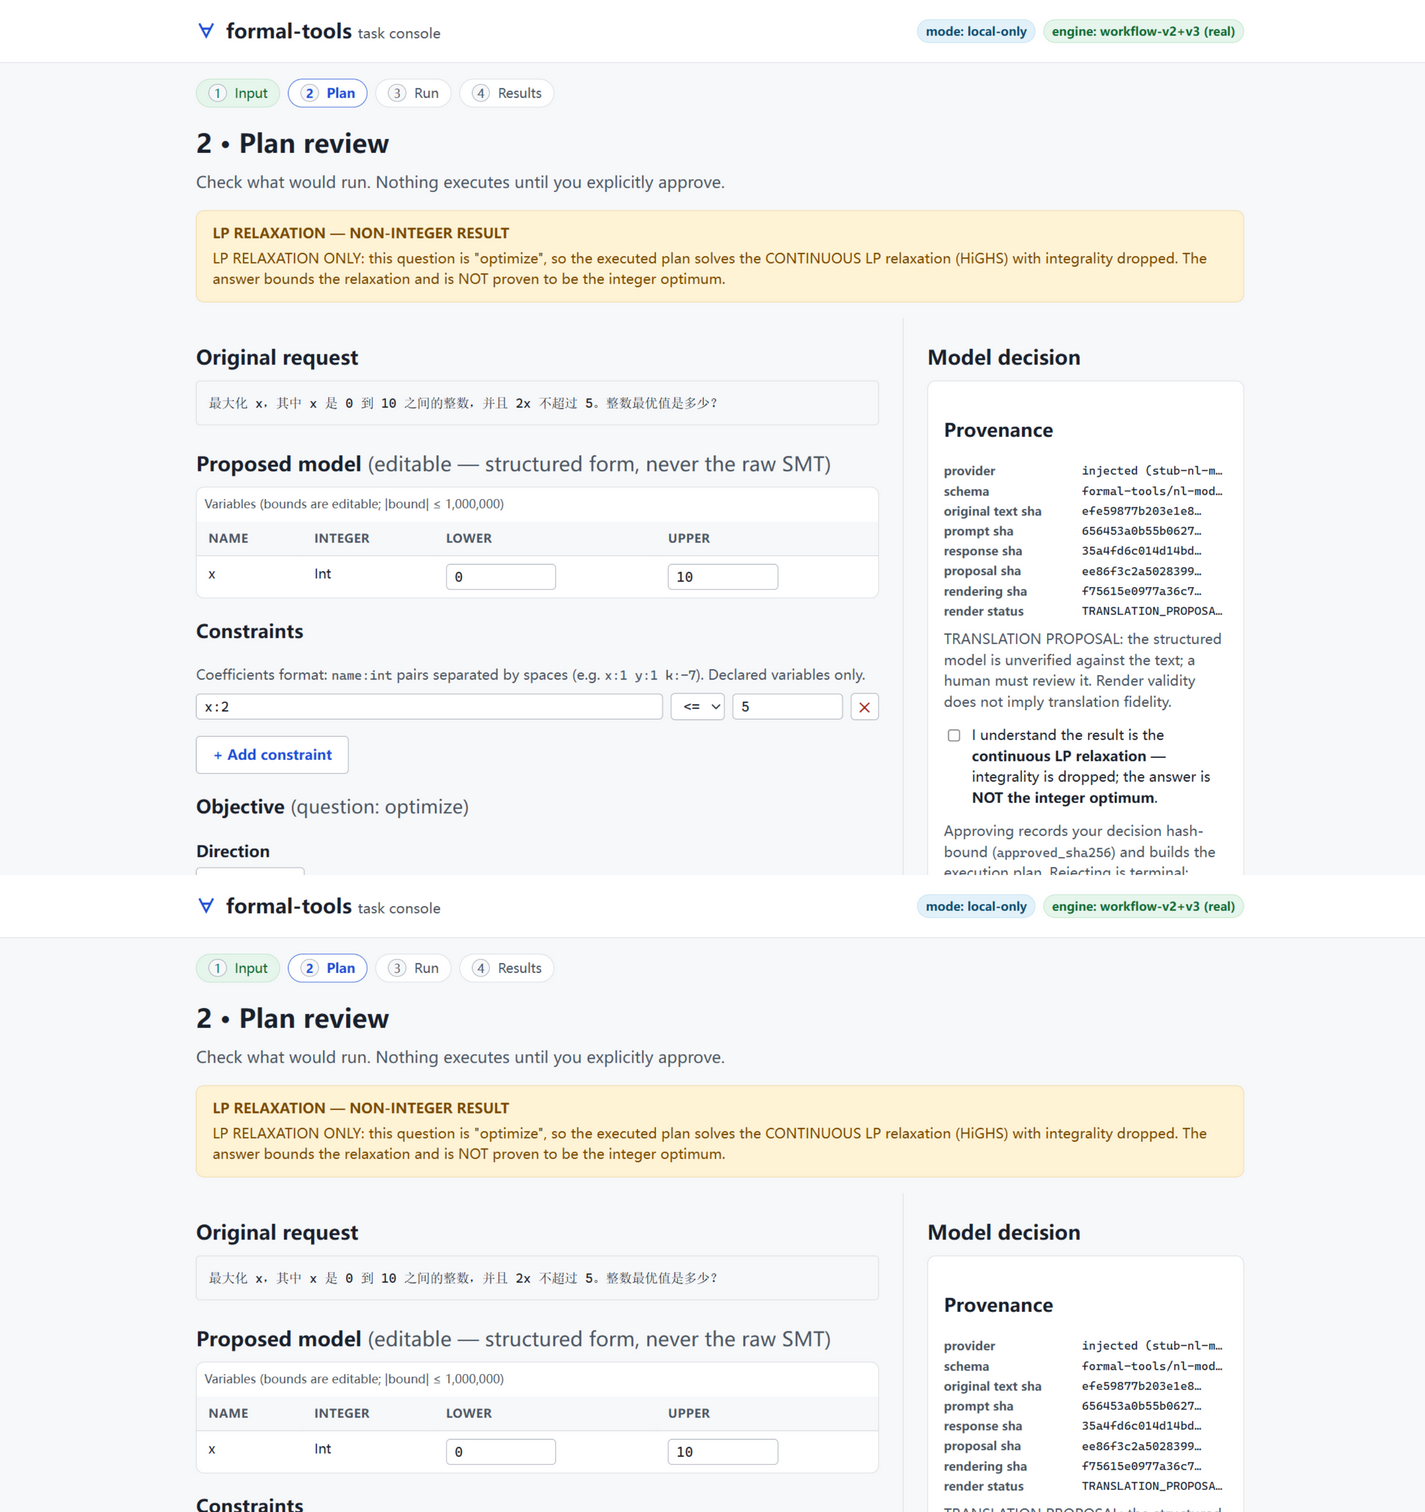 formal-tools task console
mode: local-only
engine: workflow-v2+v3 (real)
1 Input
2 Plan
3 Run
4 Results
2 • Plan review
Check what would run. Nothing executes until you explicitly approve.
LP RELAXATION — NON-INTEGER RESULT
LP RELAXATION ONLY: this question is "optimize", so the executed plan solves the CONTINUOUS LP relaxation (HiGHS) with integrality dropped. The
answer bounds the relaxation and is NOT proven to be the integer optimum.
Original request
最大化 x，其中 x 是 0 到 10 之间的整数，并且 2x 不超过 5。整数最优值是多少？
Proposed model (editable — structured form, never the raw SMT)
Variables (bounds are editable; |bound| ≤ 1,000,000)
NAME INTEGER LOWER UPPER
x Int 0 10
Constraints
Coefficients format: name:int pairs separated by spaces (e.g. x:1 y:1 k:-7). Declared variables only.
x:2 <= 5
+ Add constraint
Objective (question: optimize)
Direction
Model decision
Provenance
provider injected (stub-nl-m…
schema formal-tools/nl-mod…
original text sha efe59877b203e1e8…
prompt sha 656453a0b55b0627…
response sha 35a4fd6c014d14bd…
proposal sha ee86f3c2a5028399…
rendering sha f75615e0977a36c7…
render status TRANSLATION_PROPOSA…
TRANSLATION PROPOSAL: the structured
model is unverified against the text; a
human must review it. Render validity
does not imply translation fidelity.
I understand the result is the
continuous LP relaxation —
integrality is dropped; the answer is
NOT the integer optimum.
Approving records your decision hash-
bound (approved_sha256) and builds the
execution plan. Rejecting is terminal;
formal-tools task console
mode: local-only
engine: workflow-v2+v3 (real)
1 Input
2 Plan
3 Run
4 Results
2 • Plan review
Check what would run. Nothing executes until you explicitly approve.
LP RELAXATION — NON-INTEGER RESULT
LP RELAXATION ONLY: this question is "optimize", so the executed plan solves the CONTINUOUS LP relaxation (HiGHS) with integrality dropped. The
answer bounds the relaxation and is NOT proven to be the integer optimum.
Original request
最大化 x，其中 x 是 0 到 10 之间的整数，并且 2x 不超过 5。整数最优值是多少？
Proposed model (editable — structured form, never the raw SMT)
Variables (bounds are editable; |bound| ≤ 1,000,000)
NAME INTEGER LOWER UPPER
x Int 0 10
Constraints
Model decision
Provenance
provider injected (stub-nl-m…
schema formal-tools/nl-mod…
original text sha efe59877b203e1e8…
prompt sha 656453a0b55b0627…
response sha 35a4fd6c014d14bd…
proposal sha ee86f3c2a5028399…
rendering sha f75615e0977a36c7…
render status TRANSLATION_PROPOSA…